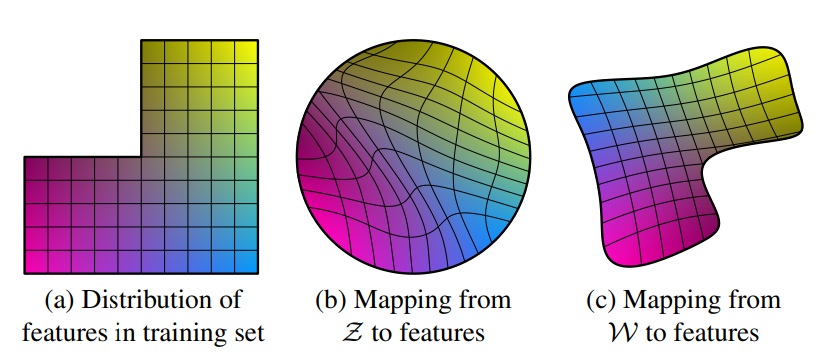 (a) Distribution of
features in training set
(b) Mapping from
𝒵 to features
(c) Mapping from
𝒲 to features